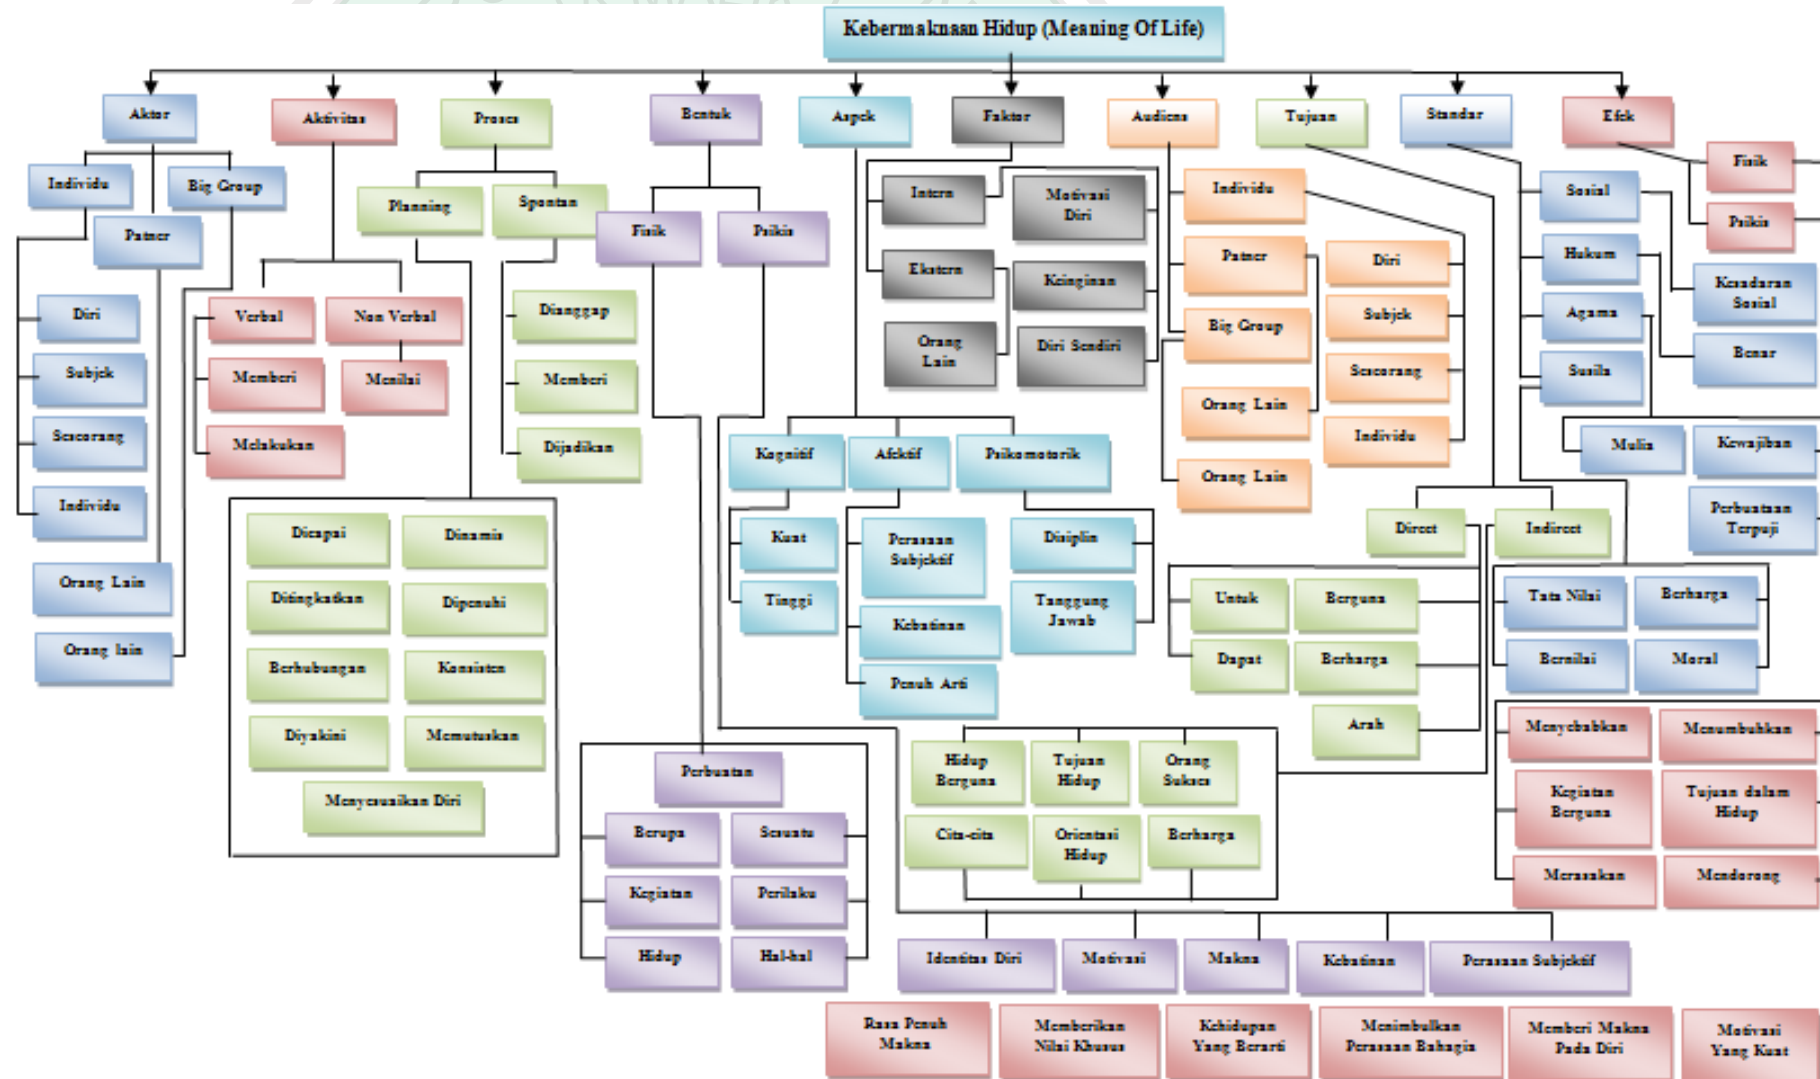 Kebermaknaan Hidup (Meaning Of Life)
Aktor
Aktivitas
Proses
Bentuk
Aspek
Faktor
Audiens
Tujuan
Standar
Efek
Individu
Big Group
Patner
Diri
Subjek
Seseorang
Individu
Orang Lain
Orang lain
Verbal
Non Verbal
Memberi
Menilai
Melakukan
Planning
Spontan
Dianggap
Memberi
Dijadikan
Dicapai
Dinamis
Ditingkatkan
Dipenuhi
Berhubungan
Konsisten
Diyakini
Memutuskan
Menyesuaikan Diri
Fisik
Psikis
Perbuatan
Berupa
Sesuatu
Kegiatan
Perilaku
Hidup
Hal-hal
Identitas Diri
Motivasi
Makna
Kebatinan
Perasaan Subjektif
Kognitif
Afektif
Psikomotorik
Kuat
Tinggi
Perasaan
Subjektif
Kebatinan
Penuh Arti
Disiplin
Tanggung
Jawab
Intern
Motivasi
Diri
Ekstern
Keinginan
Orang
Lain
Diri Sendiri
Individu
Patner
Big Group
Orang Lain
Orang Lain
Diri
Subjek
Seseorang
Individu
Direct
Indirect
Untuk
Berguna
Dapat
Berharga
Arah
Hidup
Berguna
Tujuan
Hidup
Orang
Sukses
Cita-cita
Orientasi
Hidup
Berharga
Sosial
Hukum
Agama
Susila
Kesadaran
Sosial
Benar
Mulia
Kewajiban
Perbuataan
Terpuji
Tata Nilai
Berharga
Bernilai
Moral
Fisik
Psikis
Menyebabkan
Menumbuhkan
Kegiatan
Berguna
Tujuan dalam
Hidup
Merasakan
Mendorong
Rasa Penuh
Makna
Memberikan
Nilai Khusus
Kehidupan
Yang Berarti
Menimbulkan
Perasaan Bahagia
Memberi Makna
Pada Diri
Motivasi
Yang Kuat